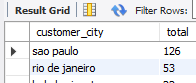 Result Grid Filter Rows:
customer_city total
sao paulo 126
rio de janeiro 53